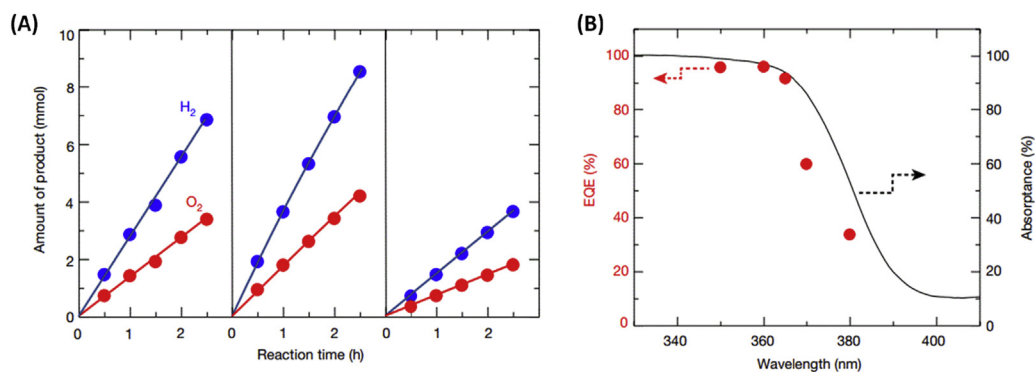 (A)
Amount of product (mmol)
10
8
6
4
2
0
H₂
O₂
0 1 2 0 1 2 0 1 2
Reaction time (h)
(B)
EQE (%)
100
80
60
40
20
0
340 360 380 400
Wavelength (nm)
100
80
60
40
20
0
Absorptance (%)